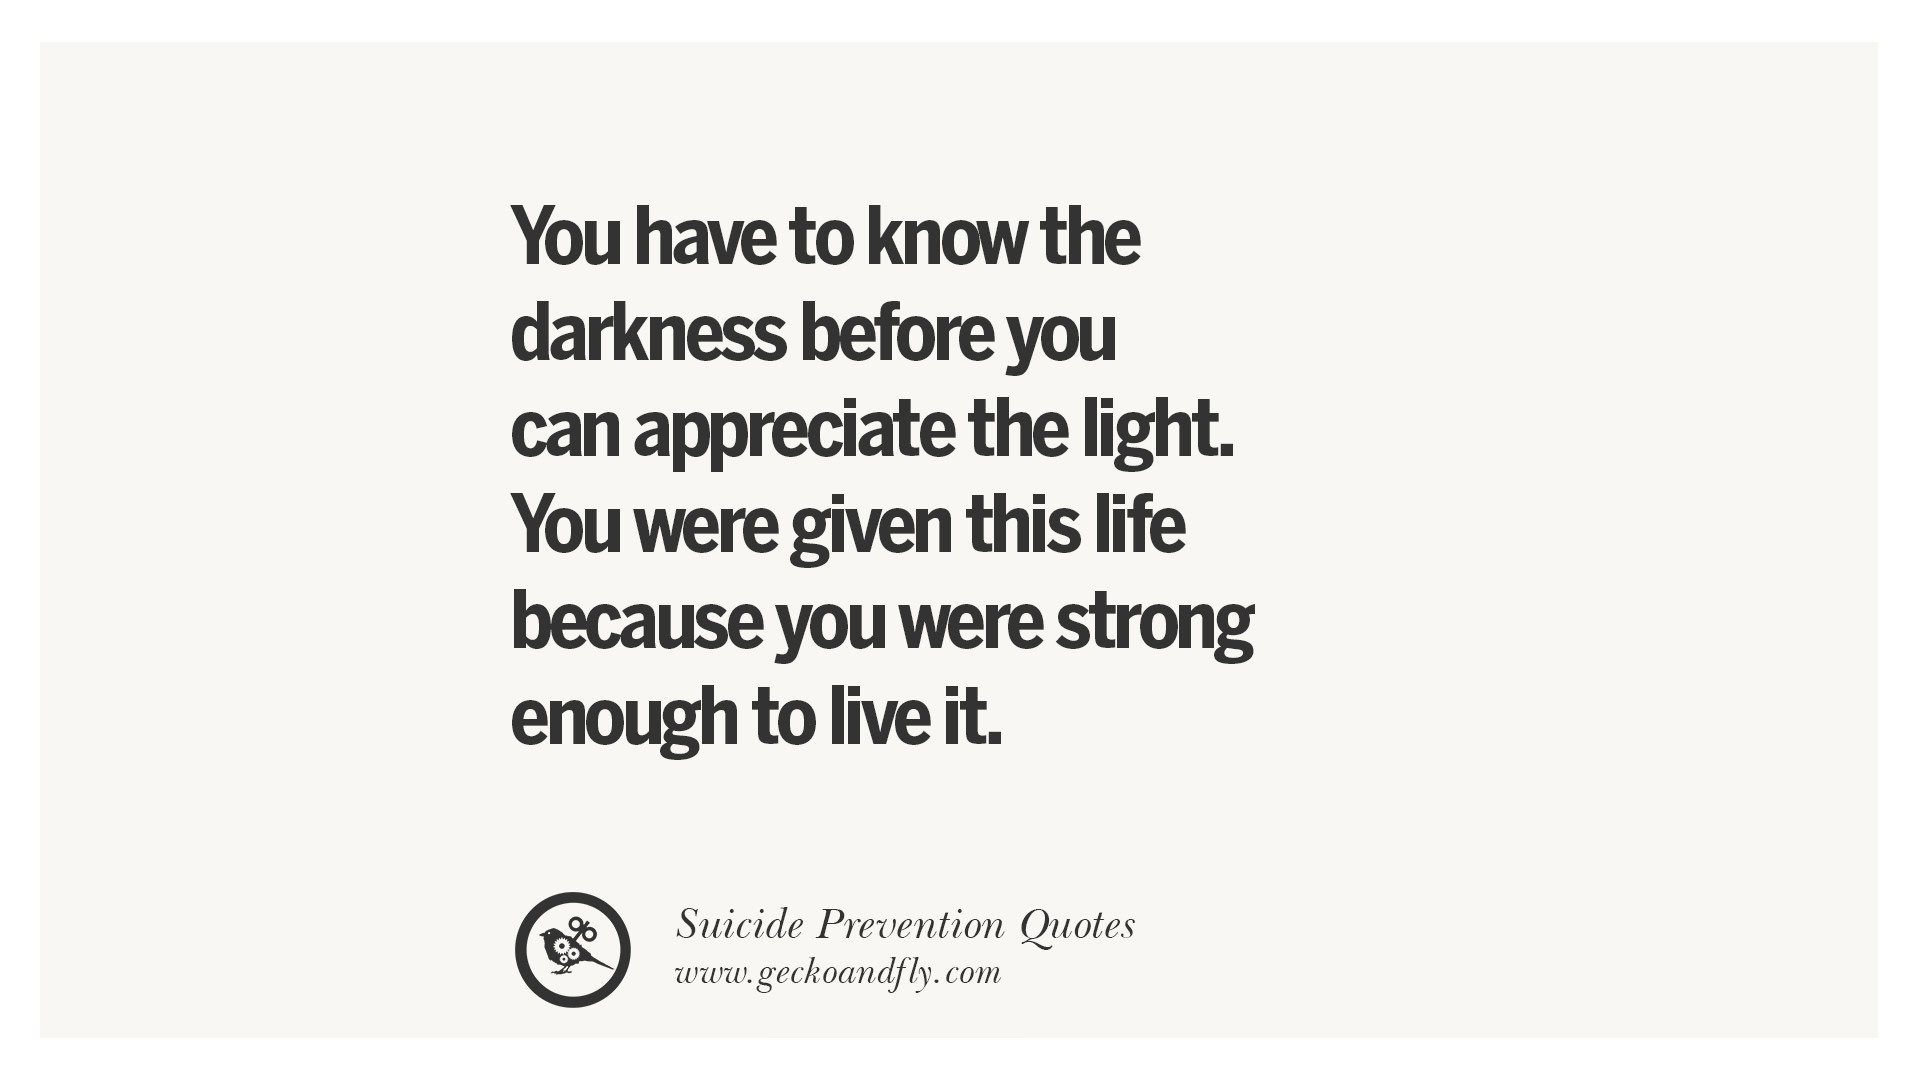 You have to know the
darkness before you
can appreciate the light.
You were given this life
because you were strong
enough to live it.
Suicide Prevention Quotes
www.geckoandfly.com